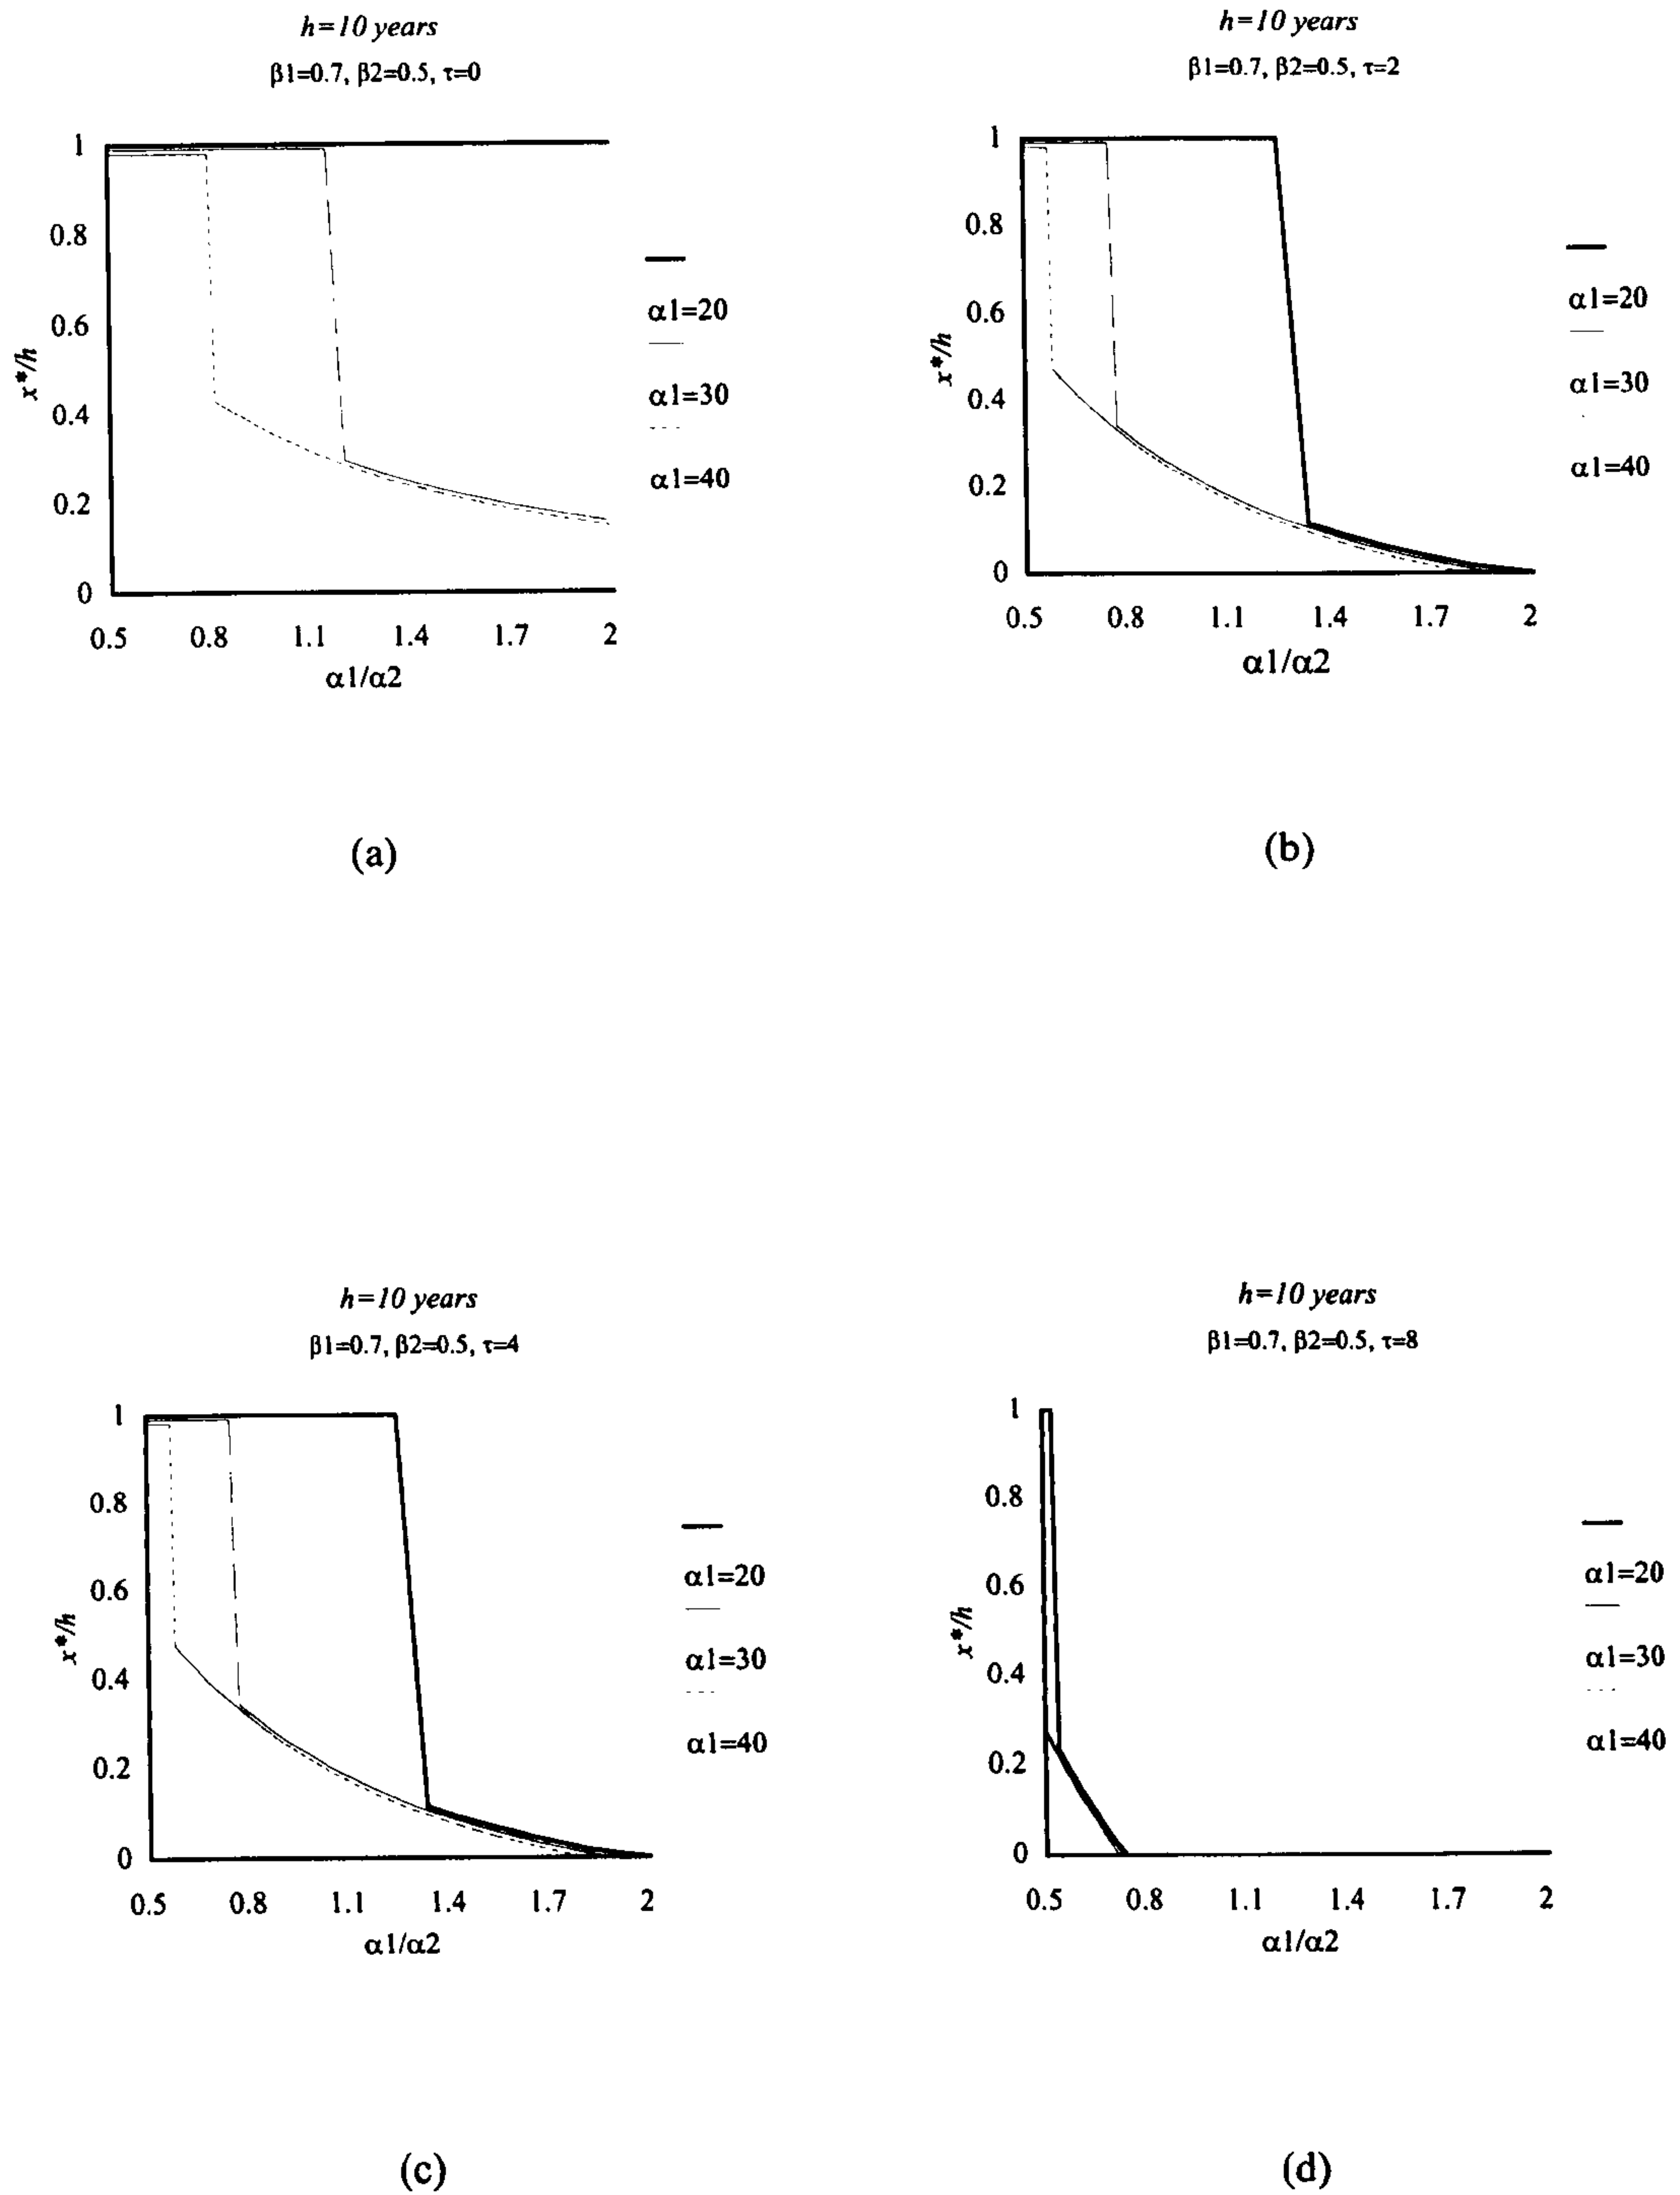 h=10 years
β1=0.7, β2=0.5, τ=0
1
0.8
0.6
0.4
0.2
0
x*/h
0.5 0.8 1.1 1.4 1.7 2
α1/α2
α1=20
α1=30
α1=40
(a)
h=10 years
β1=0.7, β2=0.5, τ=2
1
0.8
0.6
0.4
0.2
0
x*/h
0.5 0.8 1.1 1.4 1.7 2
α1/α2
α1=20
α1=30
α1=40
(b)
h=10 years
β1=0.7, β2=0.5, τ=4
1
0.8
0.6
0.4
0.2
0
x*/h
0.5 0.8 1.1 1.4 1.7 2
α1/α2
α1=20
α1=30
α1=40
(c)
h=10 years
β1=0.7, β2=0.5, τ=8
1
0.8
0.6
0.4
0.2
0
x*/h
0.5 0.8 1.1 1.4 1.7 2
α1/α2
α1=20
α1=30
α1=40
(d)